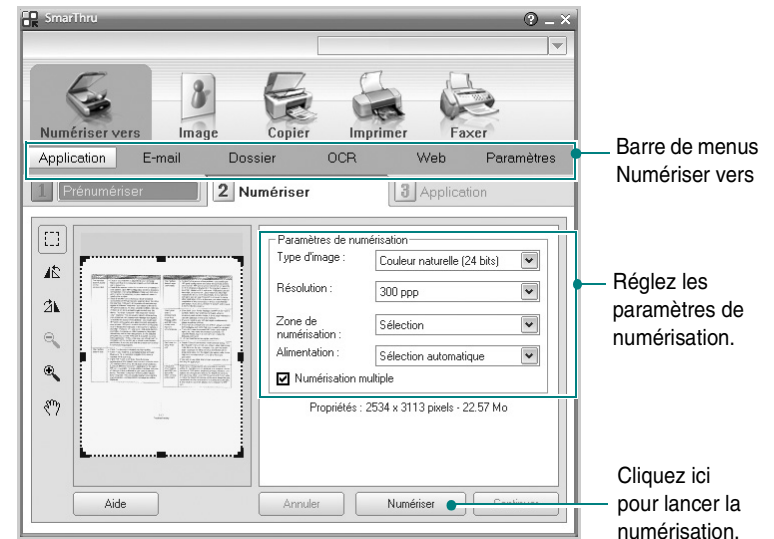 SmarThru
Numériser vers Image Copier Imprimer Faxer
Application E-mail Dossier OCR Web Paramètres
Barre de menus
Numériser vers
1 Prénumériser 2 Numériser 3 Application
Paramètres de numérisation
Type d'image : Couleur naturelle (24 bits)
Résolution : 300 ppp
Zone de
numérisation : Sélection
Alimentation : Sélection automatique
Numérisation multiple
Réglez les
paramètres de
numérisation.
Propriétés : 2534 x 3113 pixels - 22.57 Mo
Aide Annuler Numériser Continuer
Cliquez ici
pour lancer la
numérisation.